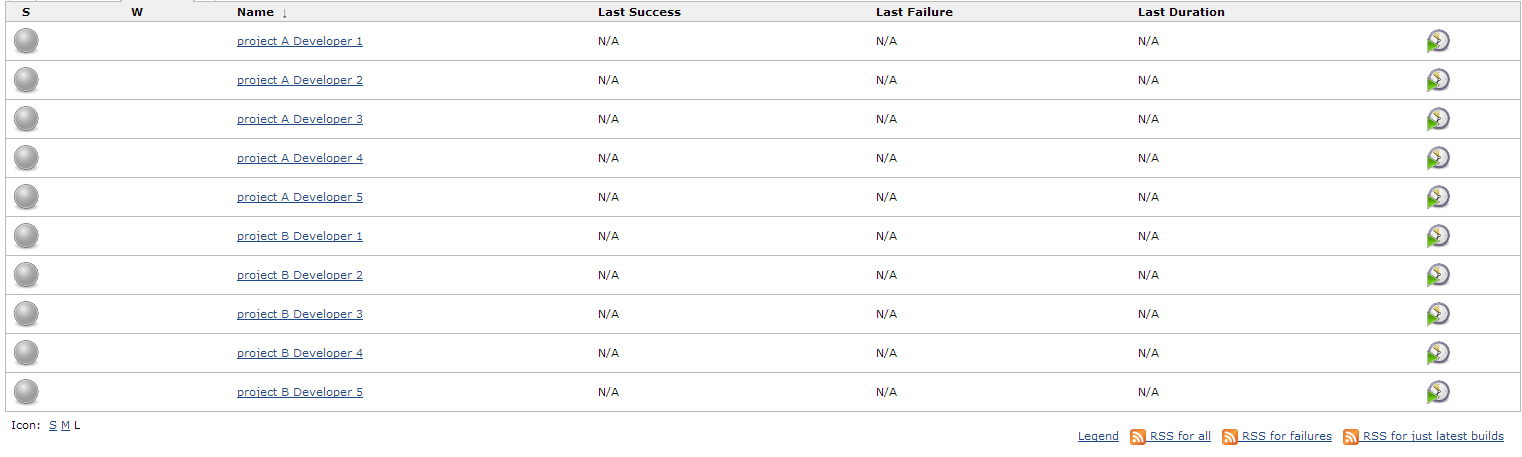 S W Name ↓ Last Success Last Failure Last Duration
project A Developer 1 N/A N/A N/A
project A Developer 2 N/A N/A N/A
project A Developer 3 N/A N/A N/A
project A Developer 4 N/A N/A N/A
project A Developer 5 N/A N/A N/A
project B Developer 1 N/A N/A N/A
project B Developer 2 N/A N/A N/A
project B Developer 3 N/A N/A N/A
project B Developer 4 N/A N/A N/A
project B Developer 5 N/A N/A N/A
Icon: S M L
Legend RSS for all RSS for failures RSS for just latest builds